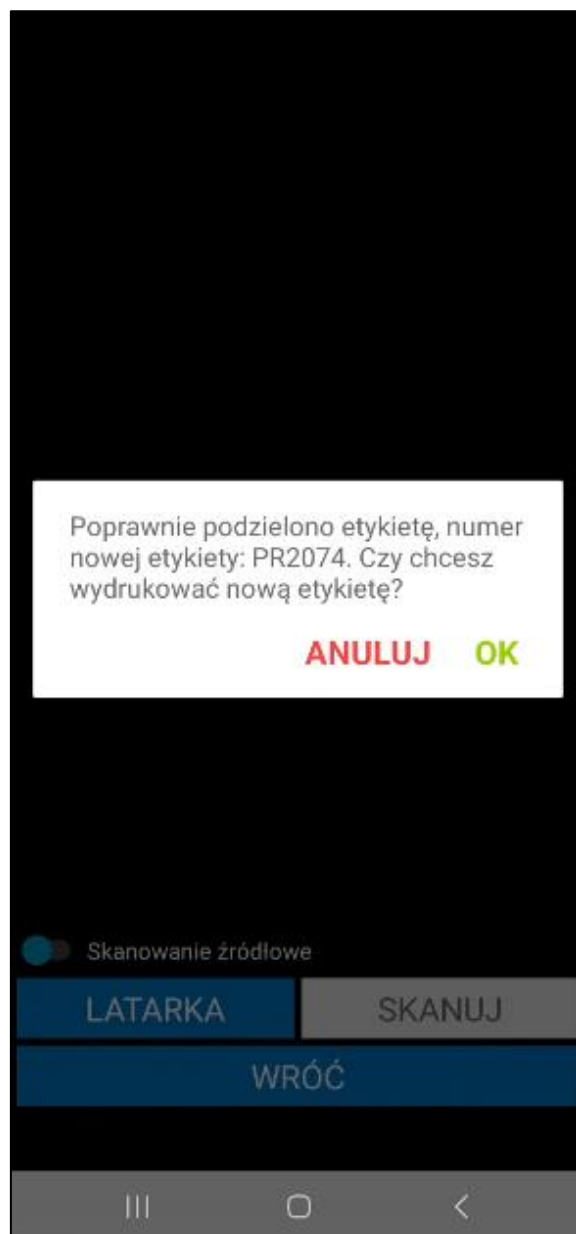 Poprawnie podzielono etykietę, numer
nowej etykiety: PR2074. Czy chcesz
wydrukować nową etykietę?
ANULUJ OK
Skanowanie źródłowe
LATARKA SKANUJ
WRÓĆ